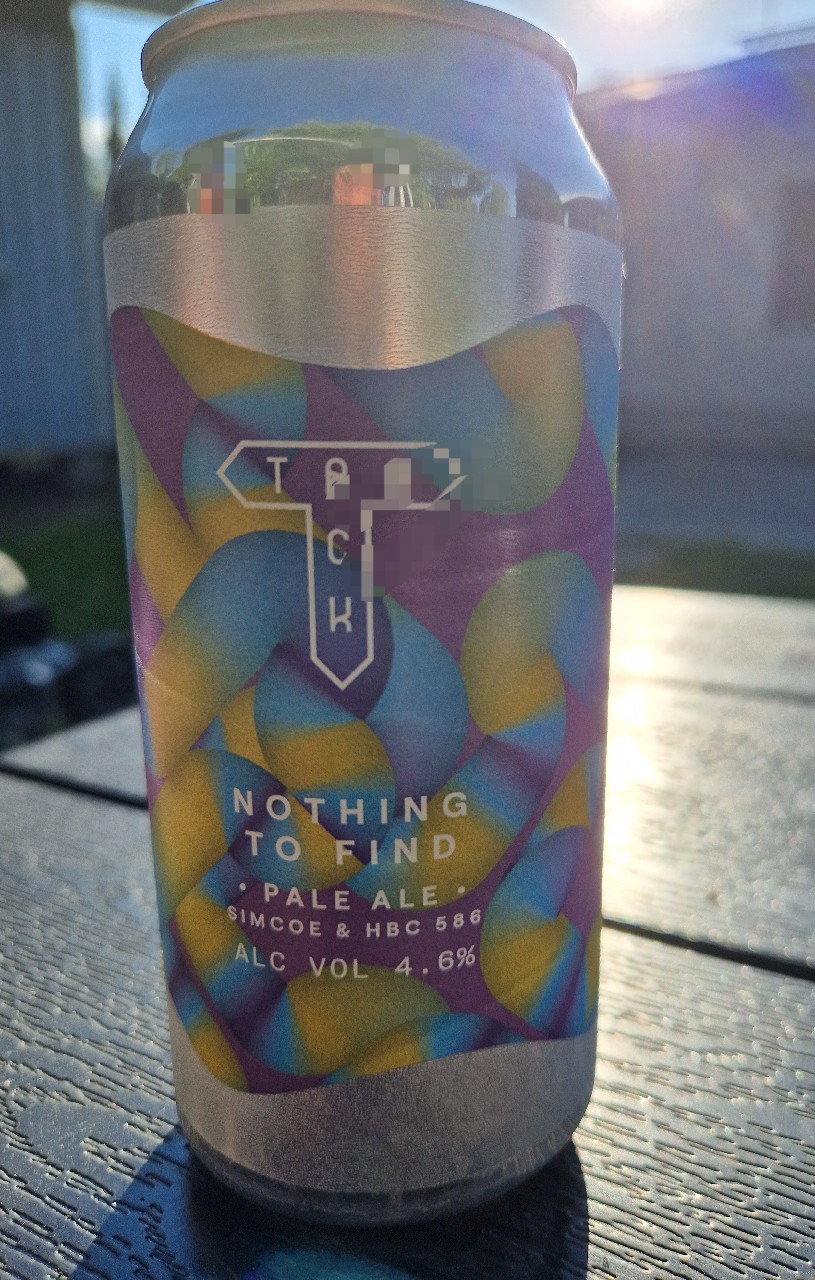 T
C
K
NOTHING
TO FIND
• PALE ALE •
SIMCOE & HBC 586
ALC VOL 4.6%